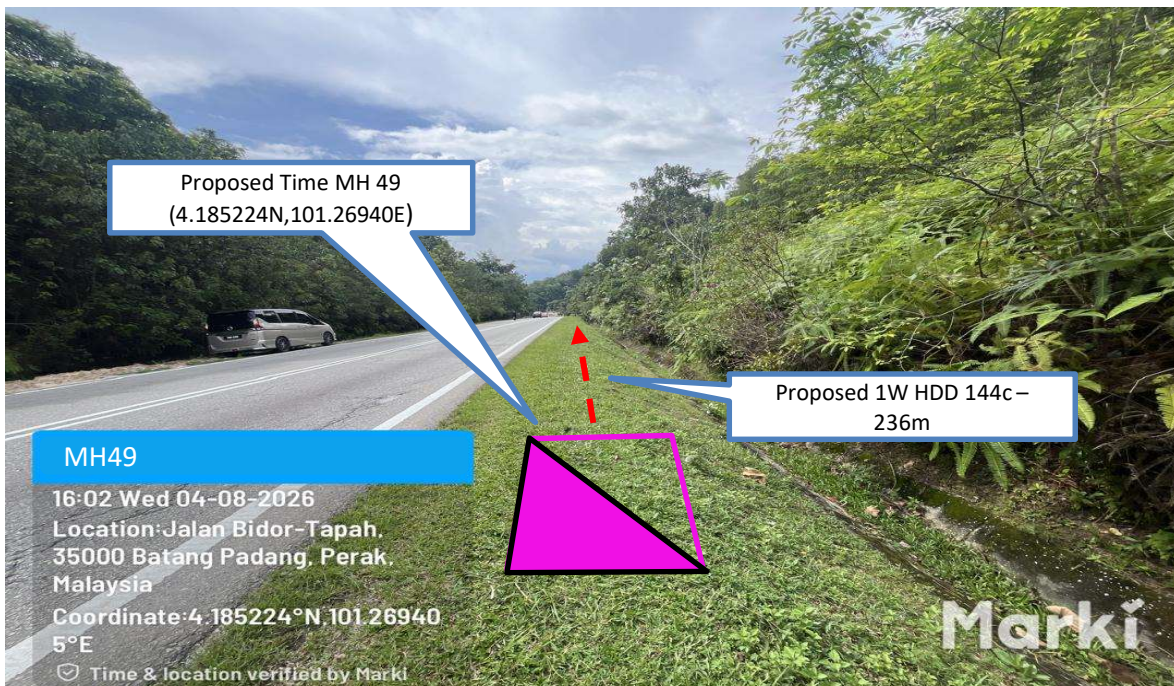 Proposed Time MH 49
(4.185224N,101.26940E)
Proposed 1W HDD 144c –
236m
MH49
16:02 Wed 04-08-2026
Location:Jalan Bidor-Tapah,
35000 Batang Padang, Perak,
Malaysia
Coordinate:4.185224°N,101.26940
5°E
Time & location verified by Marki
Marki